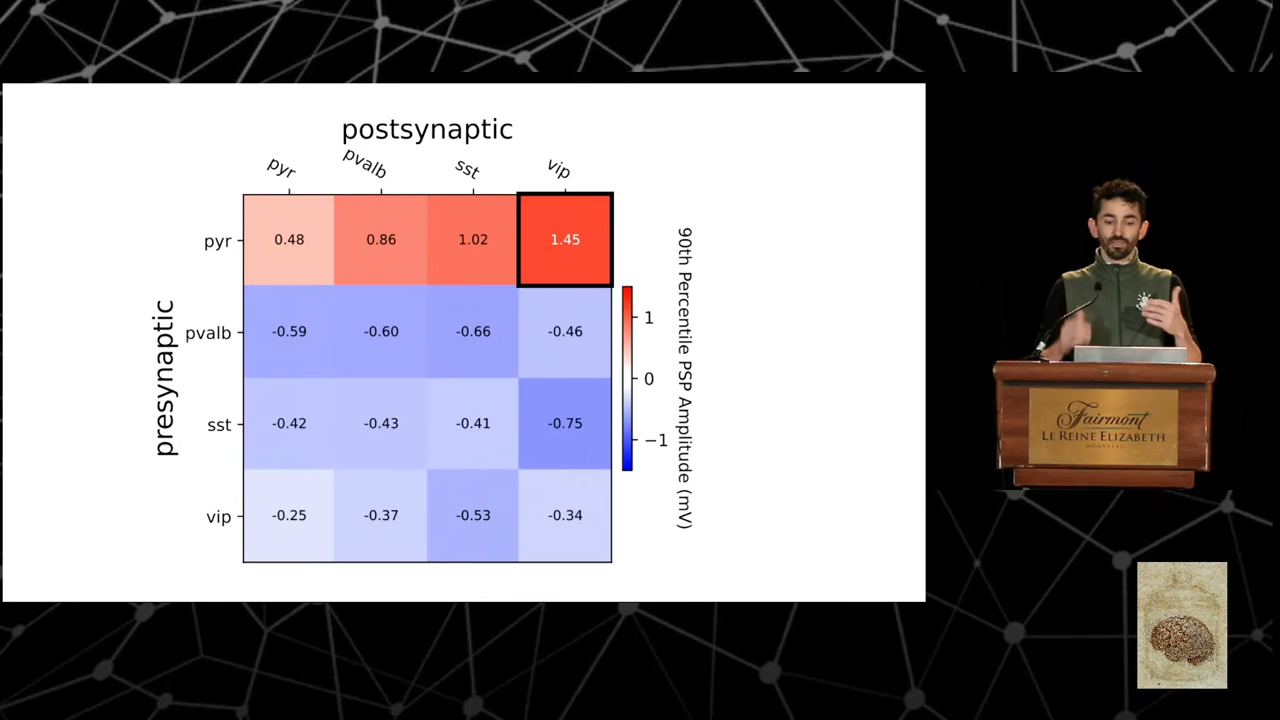 postsynaptic
pyr pvalb sst vip
pyr 0.48 0.86 1.02 1.45
pvalb -0.59 -0.60 -0.66 -0.46
sst -0.42 -0.43 -0.41 -0.75
vip -0.25 -0.37 -0.53 -0.34
presynaptic
1
0
−1
90th Percentile PSP Amplitude (mV)
Fairmont
LE REINE ELIZABETH